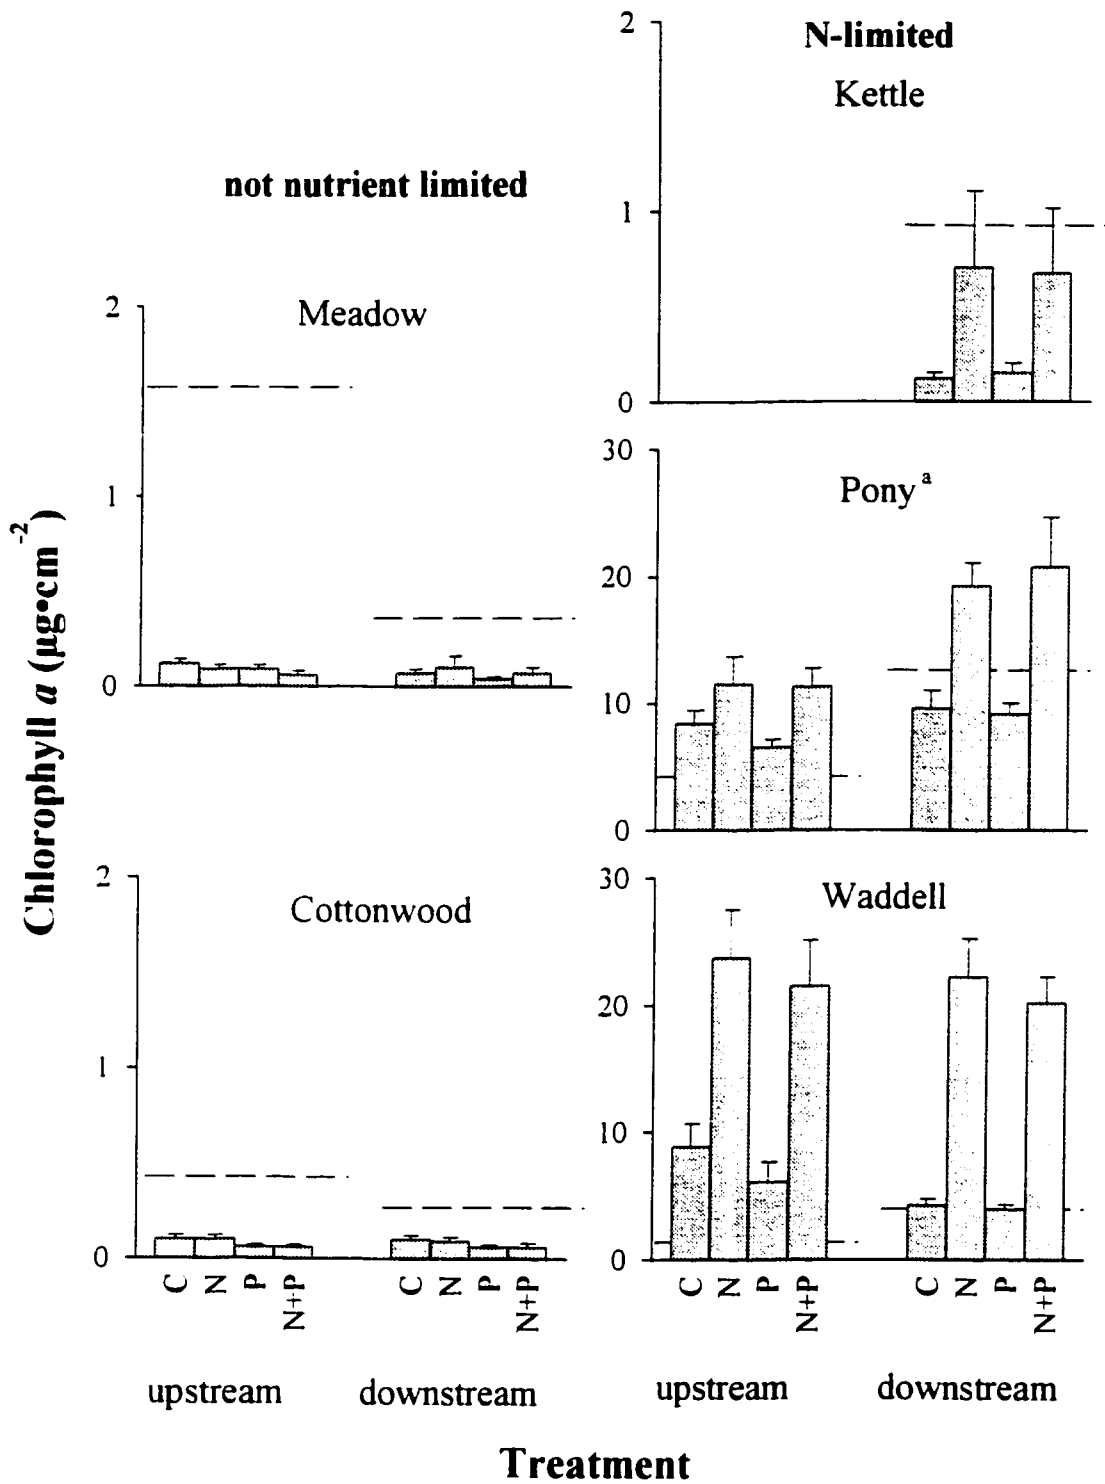 N-limited
Kettle
2
1
0
not nutrient limited
Meadow
2
1
0
Pony a
30
20
10
0
Chlorophyll a (µg•cm-2)
Cottonwood
2
1
0
C N P N+P C N P N+P
upstream downstream
Waddell
30
20
10
0
C N P N+P C N P N+P
upstream downstream
Treatment